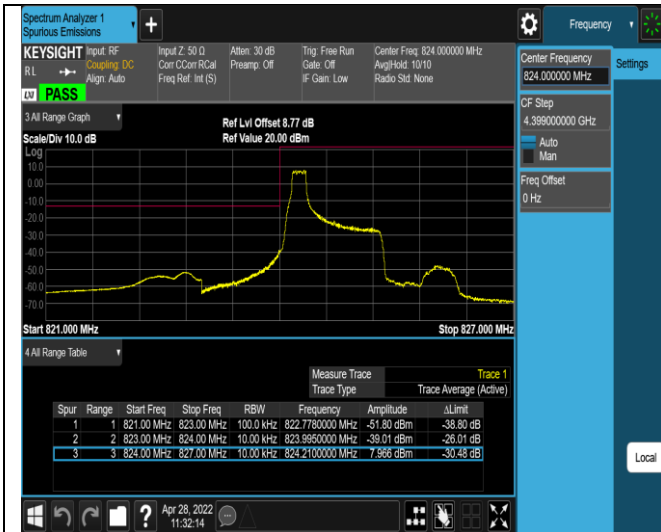 Spectrum Analyzer 1
Spurious Emissions
+
Frequency
KEYSIGHT Input: RF Input Z: 50 Ω Atten: 30 dB Trig: Free Run Center Freq: 824.000000 MHz
RL Coupling: DC Corr CCorr RCal Preamp: Off Gate: Off Avg|Hold: 10/10
Align: Auto Freq Ref: Int (S) IF Gain: Low Radio Std: None
LXI PASS
Center Frequency
824.000000 MHz
Settings
CF Step
4.399000000 GHz
Auto
Man
Freq Offset
0 Hz
3 All Range Graph
Ref Lvl Offset 8.77 dB
Scale/Div 10.0 dB Ref Value 20.00 dBm
Log
10.0
0.00
-10.0
-20.0
-30.0
-40.0
-50.0
-60.0
-70.0
Start 821.000 MHz Stop 827.000 MHz
4 All Range Table
Measure Trace Trace 1
Trace Type Trace Average (Active)
Spur Range Start Freq Stop Freq RBW Frequency Amplitude ΔLimit
1 1 821.00 MHz 823.00 MHz 100.0 kHz 822.7780000 MHz -51.80 dBm -38.80 dB
2 2 823.00 MHz 824.00 MHz 10.00 kHz 823.9950000 MHz -39.01 dBm -26.01 dB
3 3 824.00 MHz 827.00 MHz 10.00 kHz 824.2100000 MHz 7.966 dBm -30.48 dB
Local
? Apr 28, 2022
11:32:14